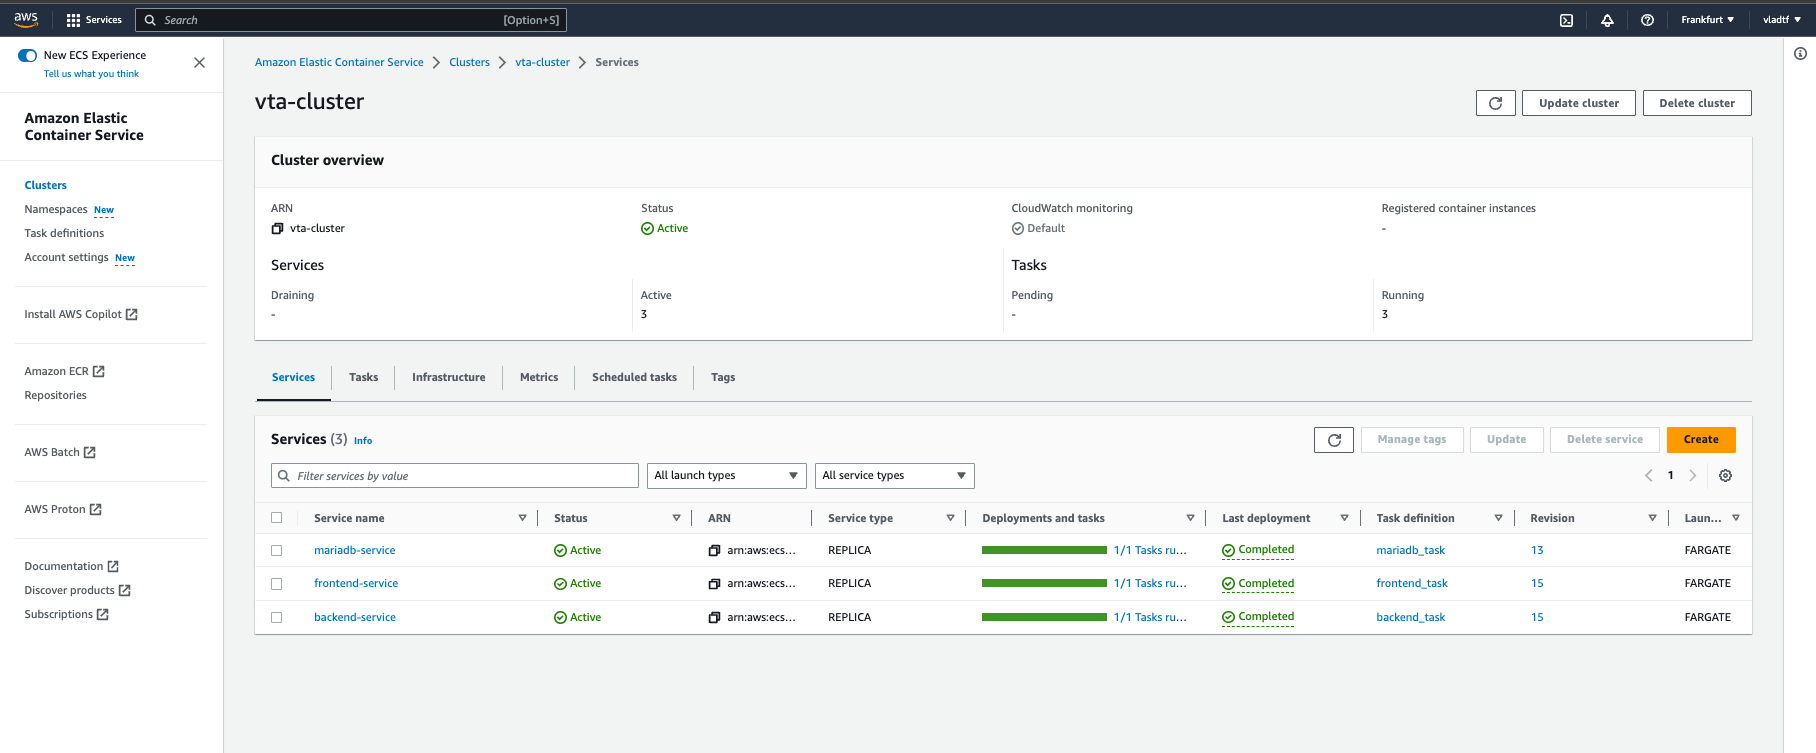 aws Services Search [Option+S] Frankfurt vladtf
New ECS Experience
Tell us what you think
Amazon Elastic
Container Service
Clusters
Namespaces New
Task definitions
Account settings New
Install AWS Copilot
Amazon ECR
Repositories
AWS Batch
AWS Proton
Documentation
Discover products
Subscriptions
Amazon Elastic Container Service Clusters vta-cluster Services
vta-cluster Update cluster Delete cluster
Cluster overview
ARN Status CloudWatch monitoring Registered container instances
vta-cluster Active Default -
Services Tasks
Draining Active Pending Running
- 3 - 3
Services Tasks Infrastructure Metrics Scheduled tasks Tags
Services (3) Info Manage tags Update Delete service Create
Filter services by value All launch types All service types 1
Service name Status ARN Service type Deployments and tasks Last deployment Task definition Revision Laun...
mariadb-service Active arn:aws:ecs... REPLICA 1/1 Tasks ru... Completed mariadb_task 13 FARGATE
frontend-service Active arn:aws:ecs... REPLICA 1/1 Tasks ru... Completed frontend_task 15 FARGATE
backend-service Active arn:aws:ecs... REPLICA 1/1 Tasks ru... Completed backend_task 15 FARGATE